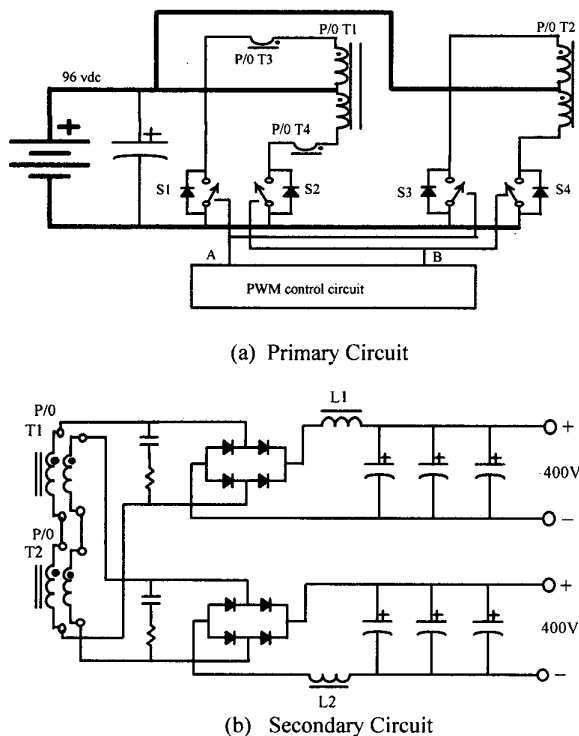 P/0 T1
P/0 T2
P/0 T3
96 vdc
+
+
P/0 T4
S1
S2
S3
S4
A
B
PWM control circuit
(a) Primary Circuit
P/0
T1
L1
+
+
+
+
400V
−
P/0
T2
+
+
+
+
400V
−
L2
(b) Secondary Circuit